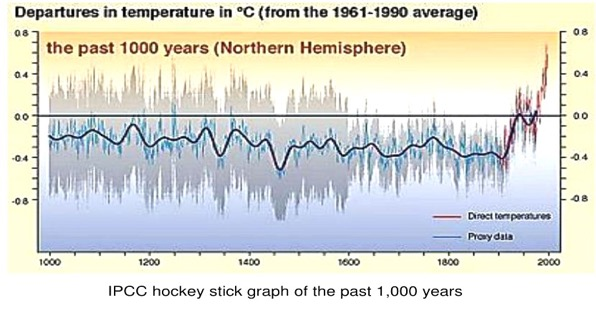 Departures in temperature in °C (from the 1961-1990 average)
the past 1000 years (Northern Hemisphere)
0.8 0.8
0.4 0.4
0.0 0.0
-0.4 -0.4
-0.8 -0.8
Direct temperatures
Proxy data
1000 1200 1400 1600 1800 2000
IPCC hockey stick graph of the past 1,000 years